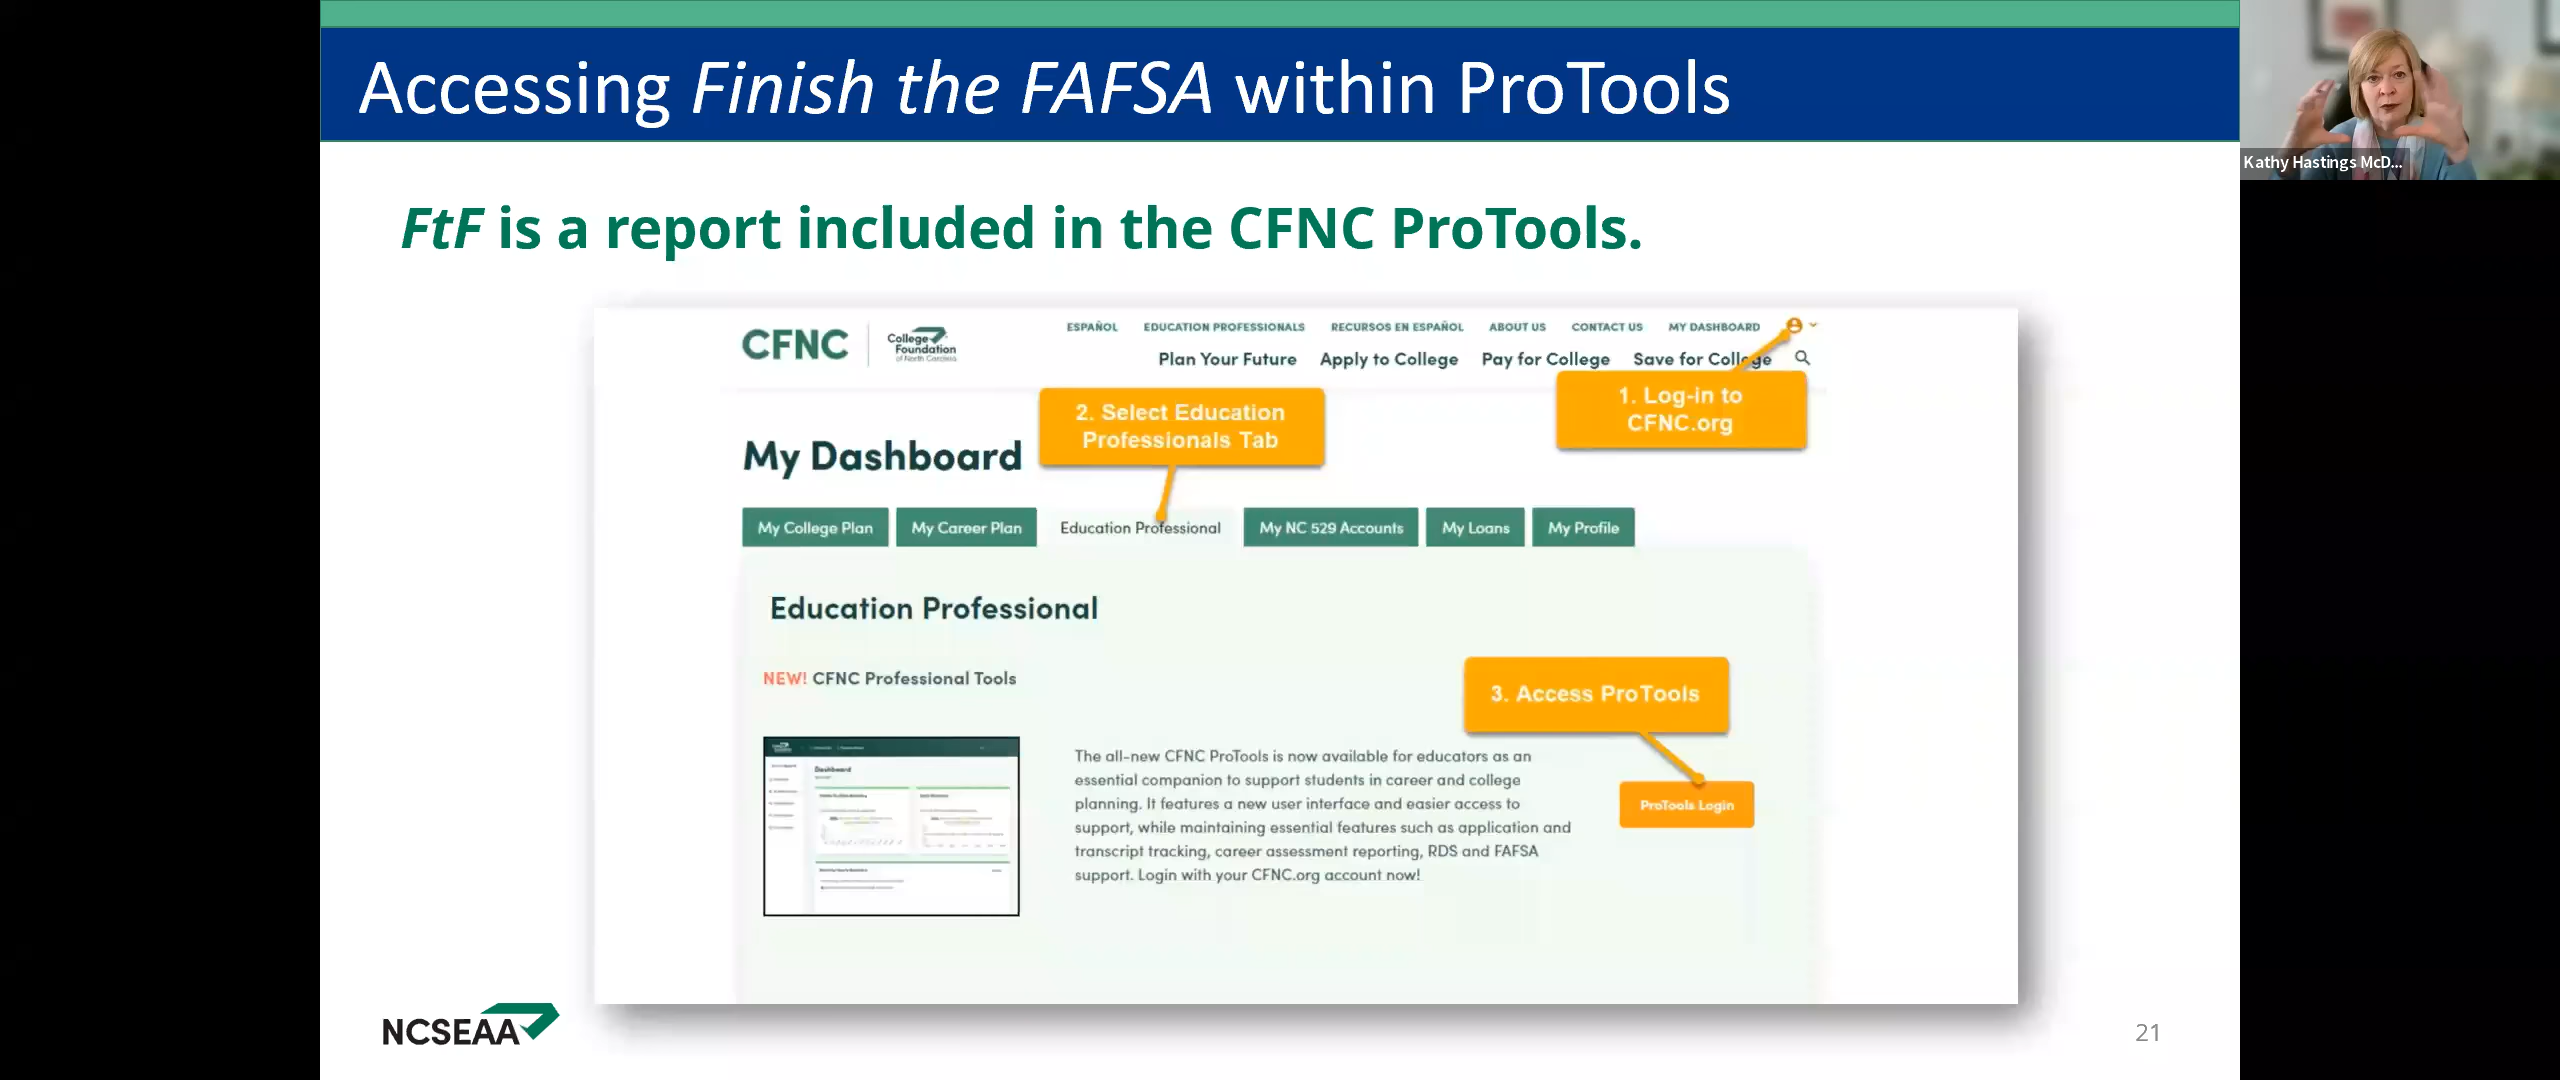 Accessing Finish the FAFSA within ProTools
Kathy Hastings McD...
FtF is a report included in the CFNC ProTools.
CFNC
College
Foundation
of North Carolina
ESPAÑOL EDUCATION PROFESSIONALS RECURSOS EN ESPAÑOL ABOUT US CONTACT US MY DASHBOARD
Plan Your Future Apply to College Pay for College Save for College
1. Log-in to
CFNC.org
2. Select Education
Professionals Tab
My Dashboard
My College Plan My Career Plan Education Professional My NC 529 Accounts My Loans My Profile
Education Professional
NEW! CFNC Professional Tools
3. Access ProTools
Dashboard
The all-new CFNC ProTools is now available for educators as an
essential companion to support students in career and college
planning. It features a new user interface and easier access to
support, while maintaining essential features such as application and
transcript tracking, career assessment reporting, RDS and FAFSA
support. Login with your CFNC.org account now!
ProTools Login
NCSEAA
21